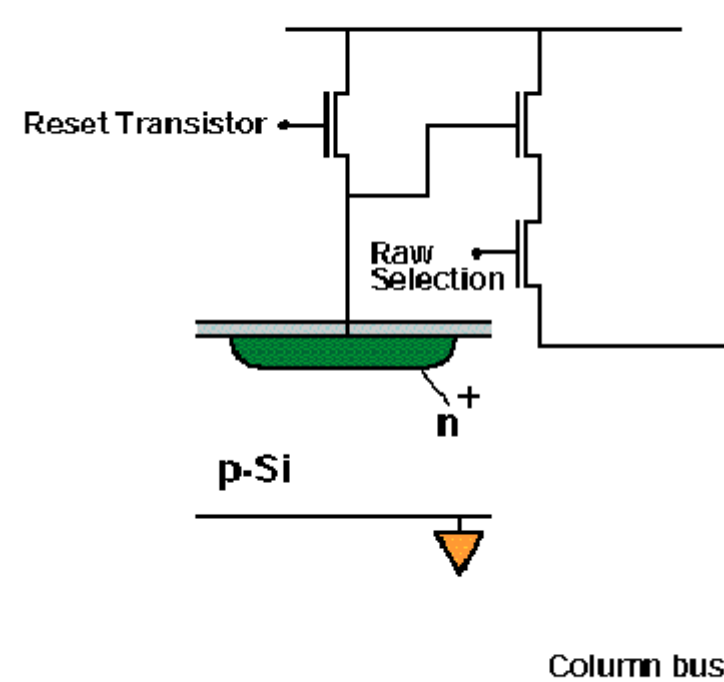 Reset Transistor
Raw
Selection
n+
p-Si
Column bus